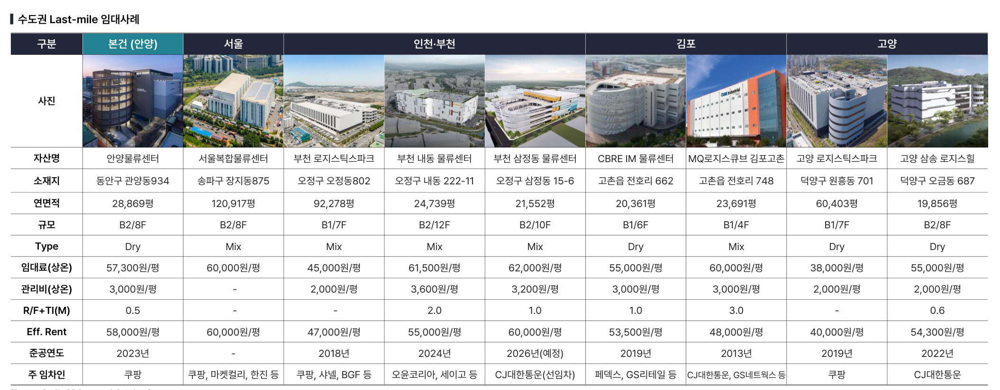 수도권 Last-mile 임대사례
구분 본건 (안양) 서울 인천·부천 김포 고양
사진
QUBE Industrial
자산명 안양물류센터 서울복합물류센터 부천 로지스틱스파크 부천 내동 물류센터 부천 삼정동 물류센터 CBRE IM 물류센터 MQ로지스큐브 김포고촌 고양 로지스틱스파크 고양 삼송 로지스힐
소재지 동안구 관양동934 송파구 장지동875 오정구 오정동802 오정구 내동 222-11 오정구 삼정동 15-6 고촌읍 전호리 662 고촌읍 전호리 748 덕양구 원흥동 701 덕양구 오금동 687
연면적 28,869평 120,917평 92,278평 24,739평 21,552평 20,361평 23,691평 60,403평 19,856평
규모 B2/8F B2/8F B1/7F B2/12F B2/10F B1/6F B1/4F B1/7F B2/8F
Type Dry Mix Mix Mix Mix Dry Mix Dry Dry
임대료(상온) 57,300원/평 60,000원/평 45,000원/평 61,500원/평 62,000원/평 55,000원/평 60,000원/평 38,000원/평 55,000원/평
관리비(상온) 3,000원/평 - 2,000원/평 3,600원/평 3,200원/평 3,000원/평 3,000원/평 2,000원/평 2,000원/평
R/F+TI(M) 0.5 - - 2.0 1.0 1.0 3.0 - 0.6
Eff. Rent 58,000원/평 60,000원/평 47,000원/평 55,000원/평 60,000원/평 53,500원/평 48,000원/평 40,000원/평 54,300원/평
준공연도 2023년 - 2018년 2024년 2026년(예정) 2019년 2013년 2019년 2022년
주 임차인 쿠팡 쿠팡, 마켓컬리, 한진 등 쿠팡, 샤넬, BGF 등 오윤코리아, 세이고 등 CJ대한통운(선임차) 페덱스, GS리테일 등 CJ대한통운, GS네트웍스 등 쿠팡 CJ대한통운